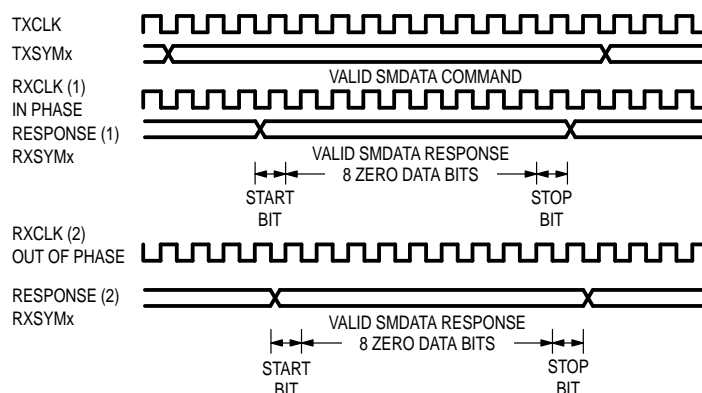 TXCLK
TXSYMx
VALID SMDATA COMMAND
RXCLK (1)
IN PHASE
RESPONSE (1)
RXSYMx
VALID SMDATA RESPONSE
8 ZERO DATA BITS
START
BIT
STOP
BIT
RXCLK (2)
OUT OF PHASE
RESPONSE (2)
RXSYMx
VALID SMDATA RESPONSE
8 ZERO DATA BITS
START
BIT
STOP
BIT